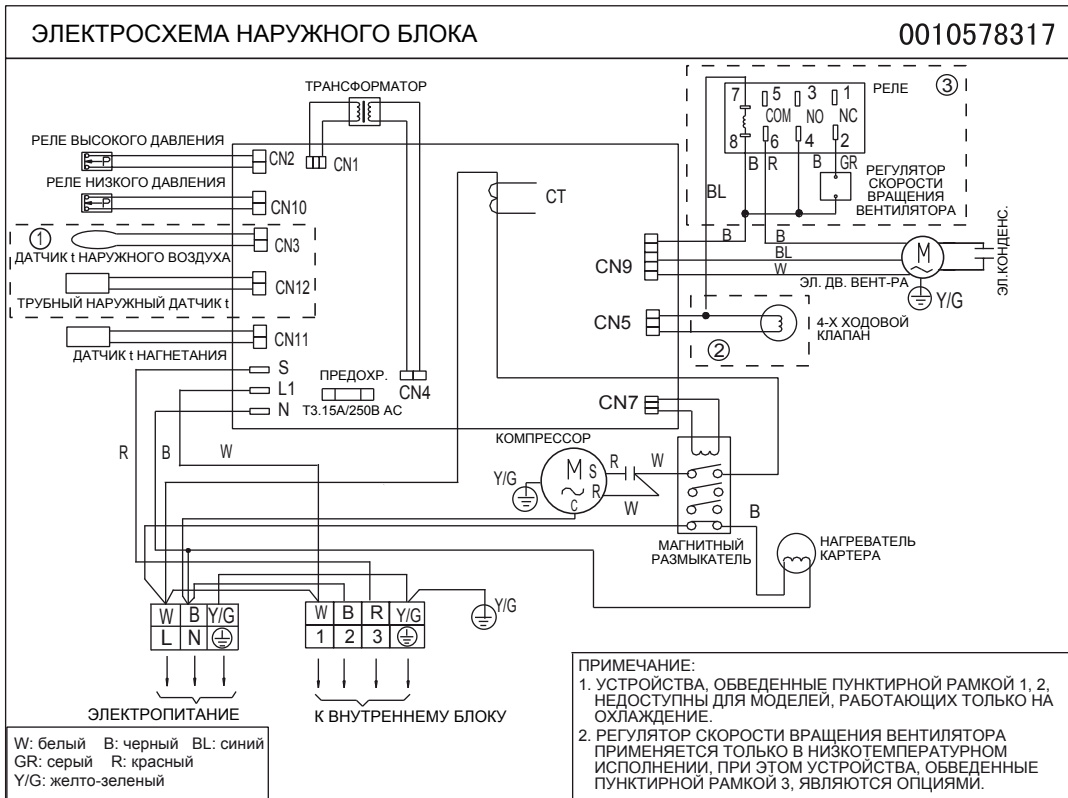 ЭЛЕКТРОСХЕМА НАРУЖНОГО БЛОКА
0010578317
ТРАНСФОРМАТОР
РЕЛЕ ВЫСОКОГО ДАВЛЕНИЯ
P
CN2
CN1
РЕЛЕ НИЗКОГО ДАВЛЕНИЯ
P
CN10
1
CN3
ДАТЧИК t НАРУЖНОГО ВОЗДУХА
CN12
ТРУБНЫЙ НАРУЖНЫЙ ДАТЧИК t
CN11
ДАТЧИК t НАГНЕТАНИЯ
S
L1
N
ПРЕДОХР.
T3.15A/250В АС
CN4
CT
7 5 3 1
COM NO NC
8 6 4 2
РЕЛЕ
3
B R B GR
BL
РЕГУЛЯТОР
СКОРОСТИ
ВРАЩЕНИЯ
ВЕНТИЛЯТОРА
CN9
B B
BL
W
M
ЭЛ. ДВ. ВЕНТ-РА
Y/G
ЭЛ.КОНДЕНС.
CN5
2
4-Х ХОДОВОЙ
КЛАПАН
CN7
КОМПРЕССОР
M S
R
C
Y/G
R W
W
B
МАГНИТНЫЙ
РАЗМЫКАТЕЛЬ
НАГРЕВАТЕЛЬ
КАРТЕРА
R B W
W B Y/G
L N
W B R Y/G
1 2 3
Y/G
ЭЛЕКТРОПИТАНИЕ
К ВНУТРЕННЕМУ БЛОКУ
W: белый B: черный BL: синий
GR: серый R: красный
Y/G: желто-зеленый
ПРИМЕЧАНИЕ:
1. УСТРОЙСТВА, ОБВЕДЕННЫЕ ПУНКТИРНОЙ РАМКОЙ 1, 2,
НЕДОСТУПНЫ ДЛЯ МОДЕЛЕЙ, РАБОТАЮЩИХ ТОЛЬКО НА
ОХЛАЖДЕНИЕ.
2. РЕГУЛЯТОР СКОРОСТИ ВРАЩЕНИЯ ВЕНТИЛЯТОРА
ПРИМЕНЯЕТСЯ ТОЛЬКО В НИЗКОТЕМПЕРАТУРНОМ
ИСПОЛНЕНИИ, ПРИ ЭТОМ УСТРОЙСТВА, ОБВЕДЕННЫЕ
ПУНКТИРНОЙ РАМКОЙ 3, ЯВЛЯЮТСЯ ОПЦИЯМИ.